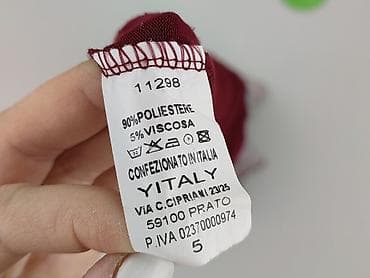 11298
90%POLIESTERE
5%VISCOSA
CONFEZIONATO IN ITALIA
YITALY
VIA C.CIPRIANI 23/25
59100 PRATO
P.IVA 02370000974
5